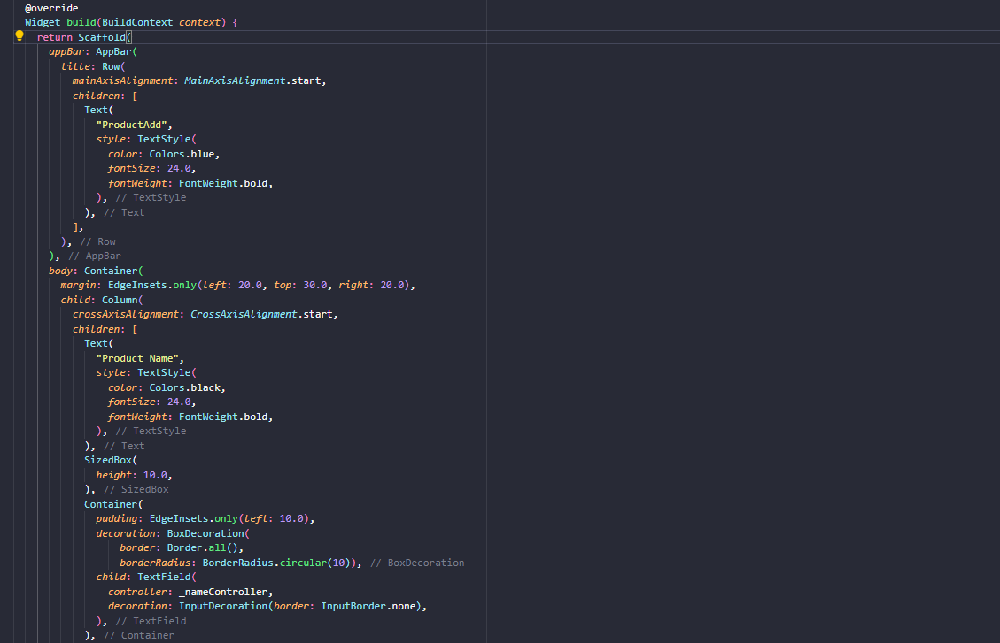 @override
Widget build(BuildContext context) {
return Scaffold(
appBar: AppBar(
title: Row(
mainAxisAlignment: MainAxisAlignment.start,
children: [
Text(
"ProductAdd",
style: TextStyle(
color: Colors.blue,
fontSize: 24.0,
fontWeight: FontWeight.bold,
), // TextStyle
), // Text
],
), // Row
), // AppBar
body: Container(
margin: EdgeInsets.only(left: 20.0, top: 30.0, right: 20.0),
child: Column(
crossAxisAlignment: CrossAxisAlignment.start,
children: [
Text(
"Product Name",
style: TextStyle(
color: Colors.black,
fontSize: 24.0,
fontWeight: FontWeight.bold,
), // TextStyle
), // Text
SizedBox(
height: 10.0,
), // SizedBox
Container(
padding: EdgeInsets.only(left: 10.0),
decoration: BoxDecoration(
border: Border.all(),
borderRadius: BorderRadius.circular(10)), // BoxDecoration
child: TextField(
controller: _nameController,
decoration: InputDecoration(border: InputBorder.none),
), // TextField
), // Container